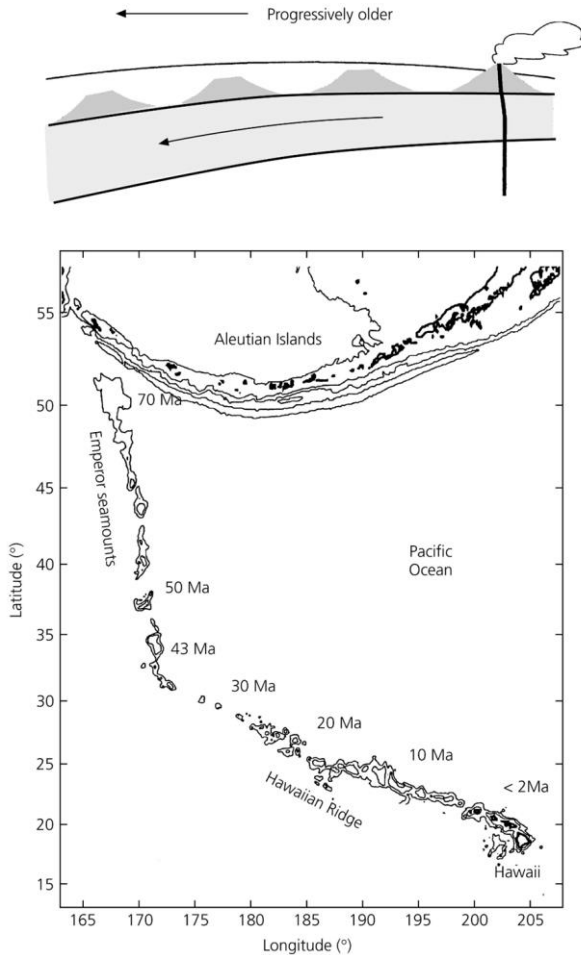 Progressively older
55
50
45
40
35
30
25
20
15
Latitude (°)
Aleutian Islands
70 Ma
Emperor seamounts
Pacific
Ocean
50 Ma
43 Ma
30 Ma
20 Ma
10 Ma
< 2Ma
Hawaiian Ridge
Hawaii
165
170
175
180
185
190
195
200
205
Longitude (°)